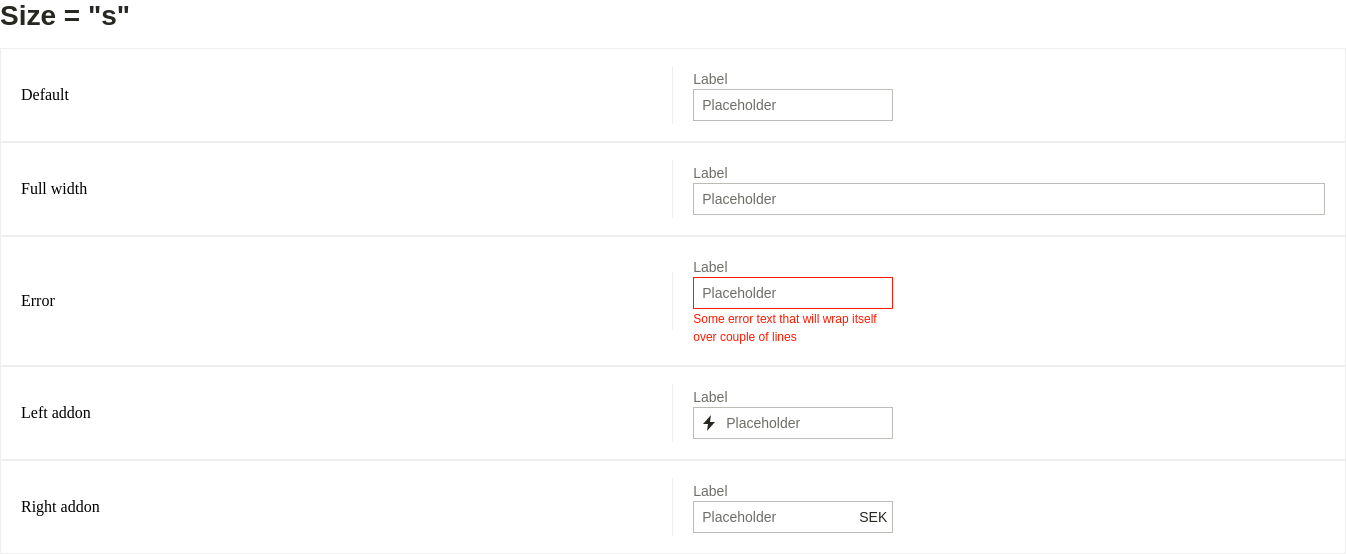 Size = "s"
Default
Label
Placeholder
Full width
Label
Placeholder
Error
Label
Placeholder
Some error text that will wrap itself
over couple of lines
Left addon
Label
Placeholder
Right addon
Label
Placeholder SEK